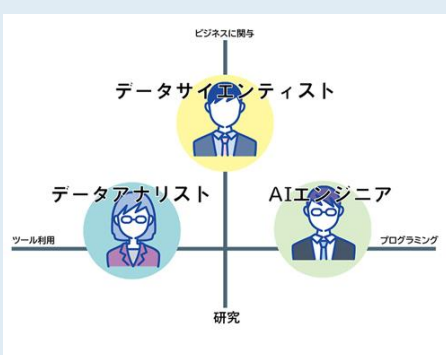 ビジネスに関与
データサイエンティスト
データアナリスト
AIエンジニア
ツール利用
プログラミング
研究